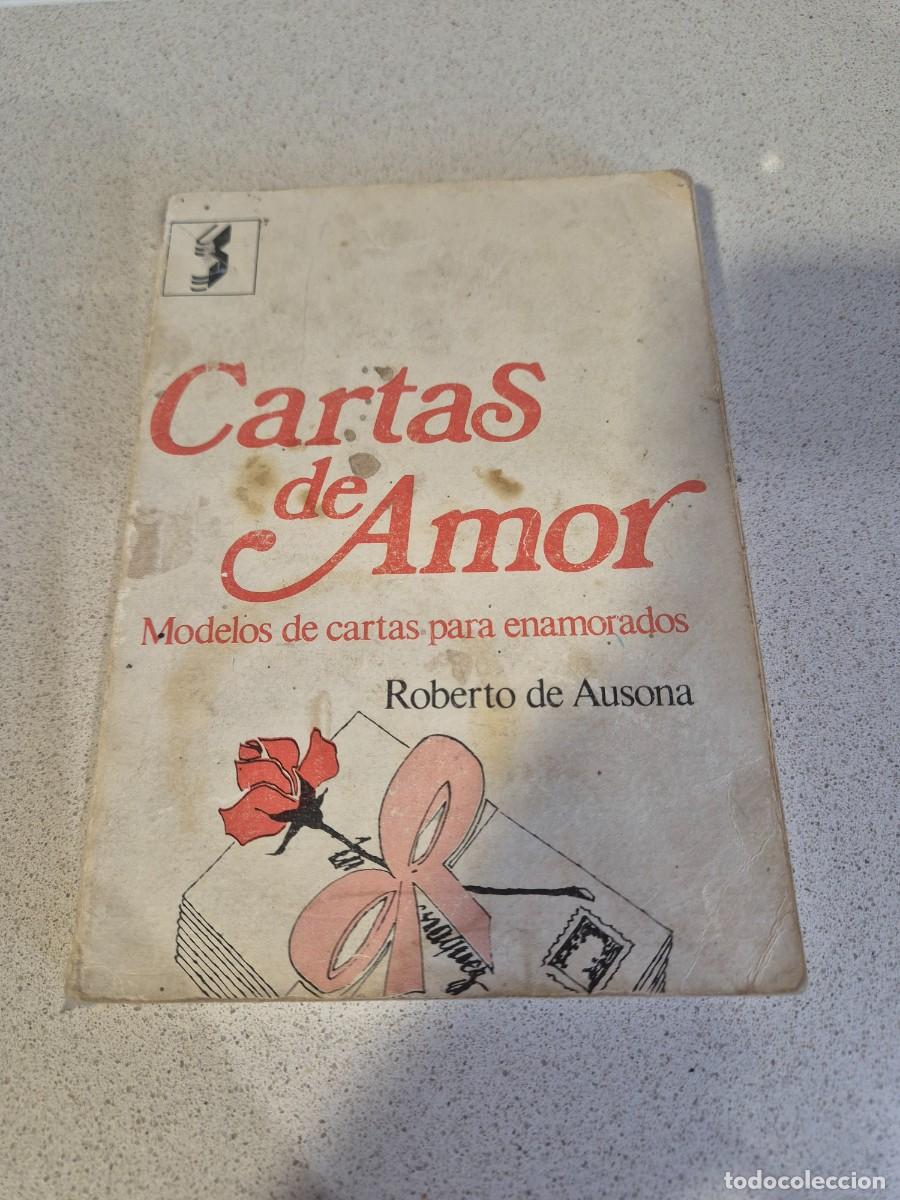 Cartas
de Amor
Modelos de cartas para enamorados
Roberto de Ausona
todocoleccion